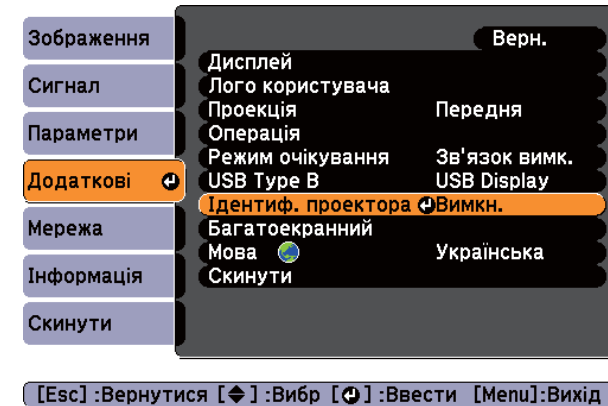 Зображення
Сигнал
Параметри
Додаткові
Мережа
Інформація
Скинути
Верн.
Дисплей
Лого користувача
Проекція Передня
Операція
Режим очікування Зв'язок вимк.
USB Type B USB Display
Ідентиф. проектора Вимкн.
Багатоекранний
Мова Українська
Скинути
[Esc] :Вернутися [◆] :Вибр [⏎] :Ввести [Menu]:Вихід